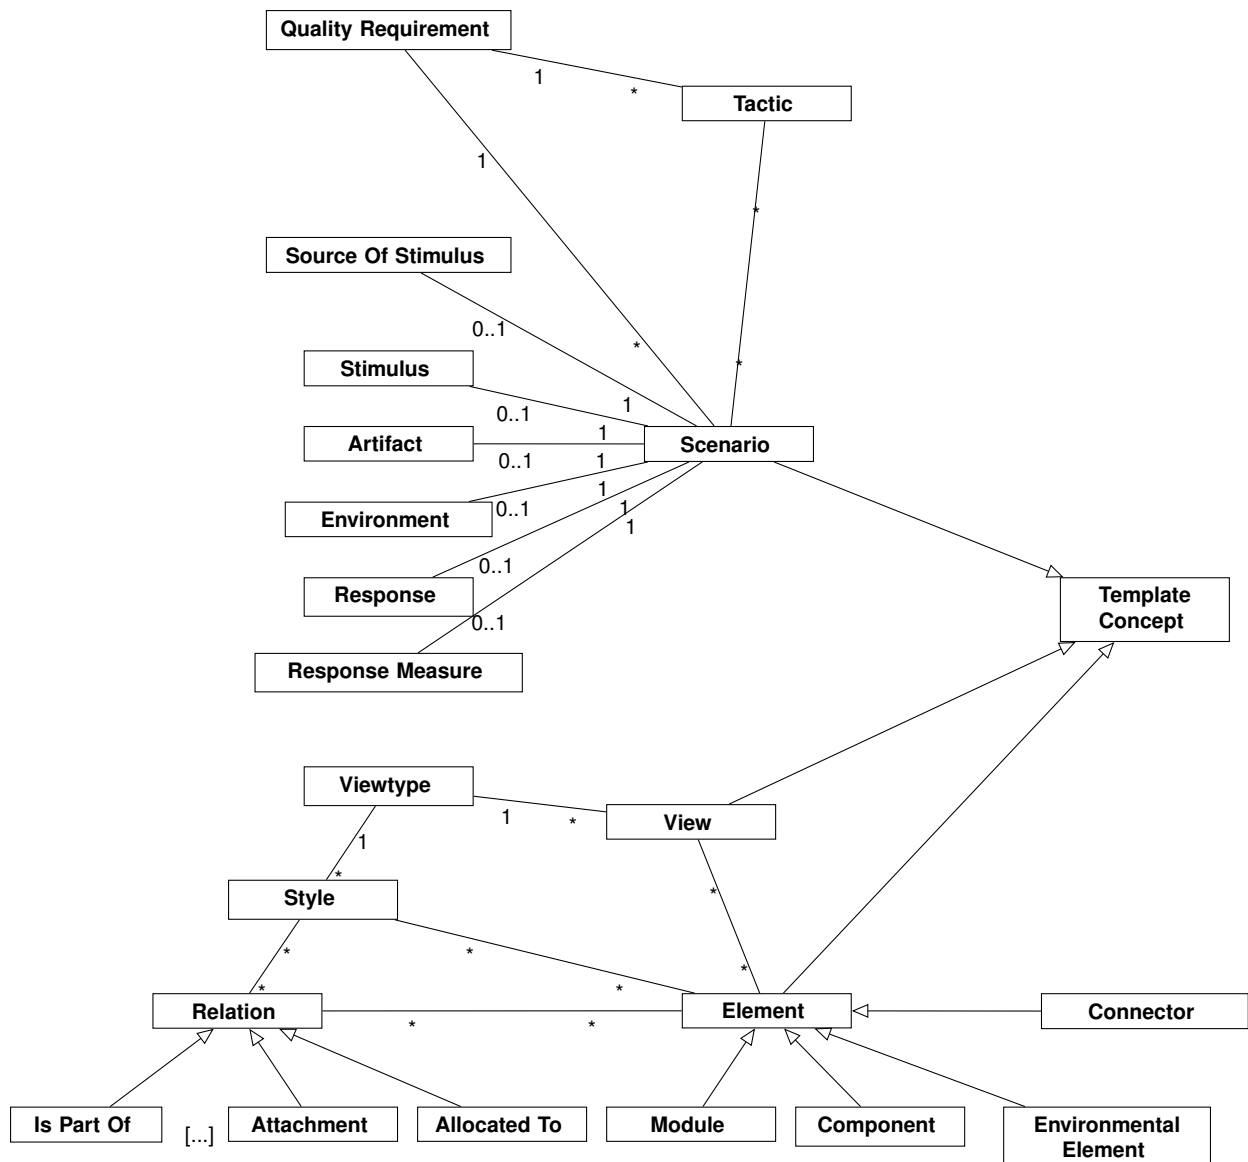 Quality Requirement
1
*
Tactic
1
*
Source Of Stimulus
0..1
*
*
Stimulus
0..1
1
Artifact
1
Scenario
0..1
1
Environment
0..1
1
1
1
Response
0..1
Template
Concept
0..1
Response Measure
Viewtype
1
*
View
1
*
Style
*
*
*
*
*
*
Relation
*
*
Element
Connector
Is Part Of
[...]
Attachment
Allocated To
Module
Component
Environmental
Element